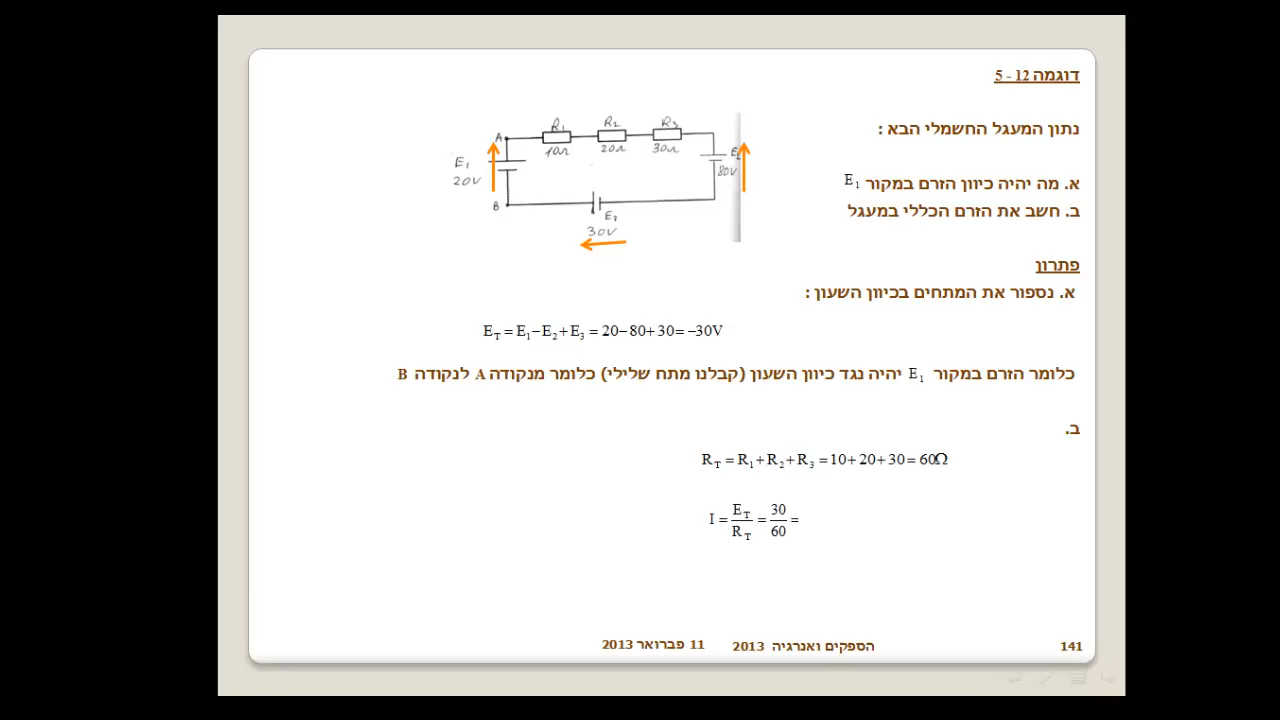 דוגמה 12 - 5
נתון המעגל החשמלי הבא :
א. מה יהיה כיוון הזרם במקור E1
ב. חשב את הזרם הכללי במעגל
A
R1
R2
R3
10Ω
20Ω
30Ω
E1
20V
80V
B
E3
30V
פתרון
א. נספור את המתחים בכיוון השעון :
ET = E1 − E2 + E3 = 20 − 80 + 30 = −30V
כלומר הזרם במקור E1 יהיה נגד כיוון השעון (קבלנו מתח שלילי) כלומר מנקודה A לנקודה B
ב.
RT = R1 + R2 + R3 = 10 + 20 + 30 = 60Ω
I = ET / RT = 30 / 60 =
141 הספקים ואנרגיה 2013 11 פברואר 2013